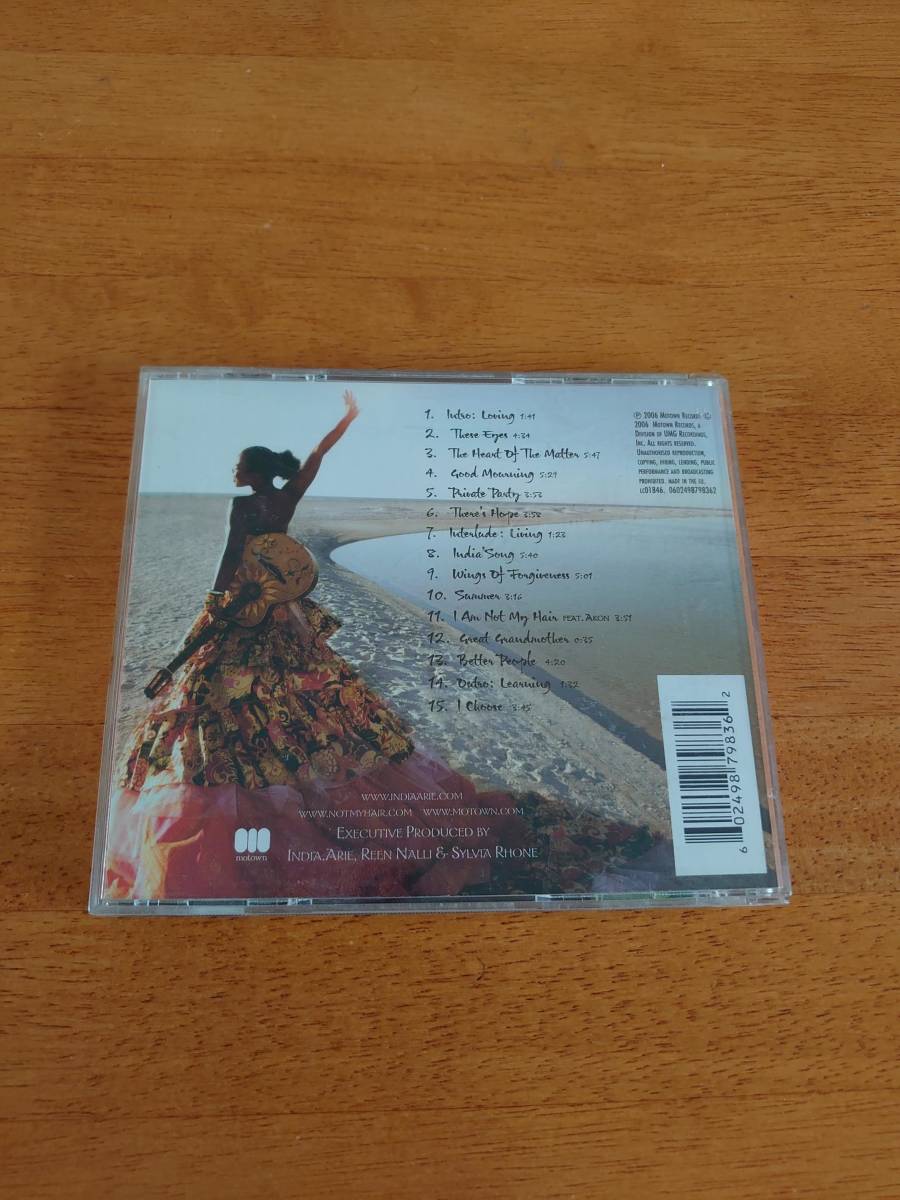 1. Intro: Loving 1:41
2. These Eyes 4:34
3. The Heart Of The Matter 5:47
4. Good Mourning 5:29
5. Private Party 3:53
6. There's Hope 3:58
7. Interlude: Living 1:23
8. India'Song 5:40
9. Wings Of Forgiveness 5:01
10. Summer 3:16
11. I Am Not My Hair FEAT. AKON 3:51
12. Great Grandmother 0:35
13. Better People 4:20
14. Outro: Learning 1:32
15. I Choose 3:45
℗ 2006 Motown Records ©
2006 Motown Records, a
Division of UMG Recordings,
Inc. All rights reserved.
Unauthorised reproduction,
copying, hiring, lending, public
performance and broadcasting
prohibited. Made in the EU.
LC01846. 0602498798362
www.indiaarie.com
www.notmyhair.com www.motown.com
Executive Produced by
India.Arie, Reen Nalli & Sylvia Rhone
motown
6 02498 79836 2